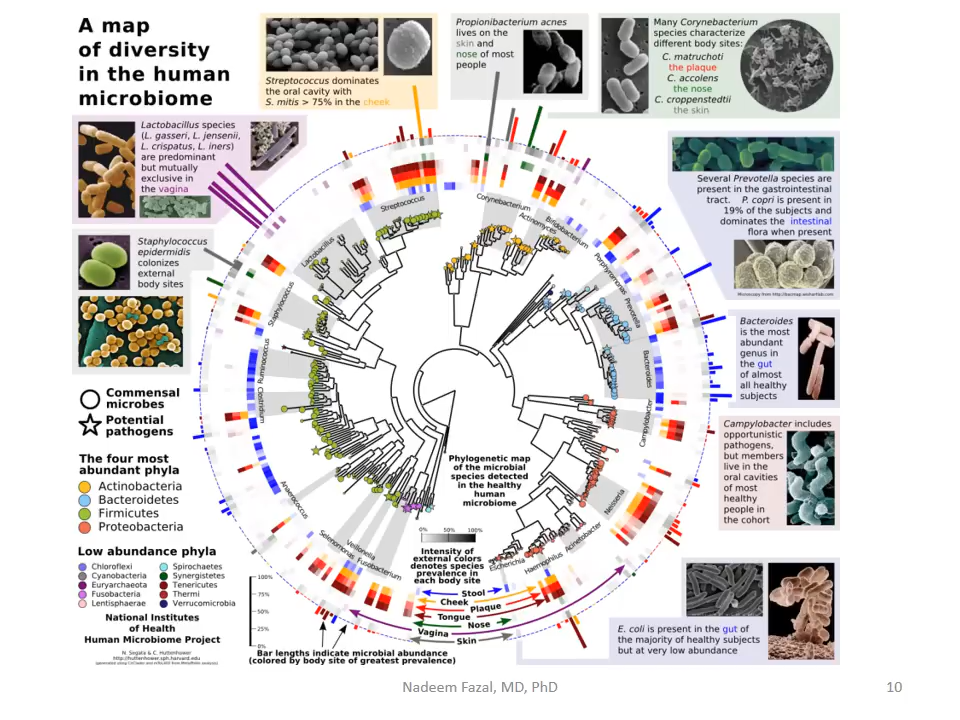 A map
of diversity
in the human
microbiome
Streptococcus dominates
the oral cavity with
S. mitis > 75% in the cheek
Propionibacterium acnes
lives on the
skin and
nose of most
people
Many Corynebacterium
species characterize
different body sites:
C. matruchoti
the plaque
C. accolens
the nose
C. croppenstedtii
the skin
Lactobacillus species
(L. gasseri, L. jensenii,
L. crispatus, L. iners)
are predominant
but mutually
exclusive in
the vagina
Several Prevotella species are
present in the gastrointestinal
tract. P. copri is present in
19% of the subjects and
dominates the intestinal
flora when present
Staphylococcus
epidermidis
colonizes
external
body sites
Bacteroides
is the most
abundant
genus in
the gut
of almost
all healthy
subjects
Campylobacter includes
opportunistic
pathogens,
but members
live in the
oral cavities
of most
healthy
people in
the cohort
E. coli is present in the gut of
the majority of healthy subjects
but at very low abundance
Streptococcus
Corynebacterium
Actinomyces
Bifidobacterium
Porphyromonas
Prevotella
Bacteroides
Campylobacter
Neisseria
Acinetobacter
Haemophilus
Escherichia
Fusobacterium
Veillonella
Selenomonas
Anaerococcus
Clostridium
Ruminococcus
Staphylococcus
Lactobacillus
Commensal
microbes
Potential
pathogens
The four most
abundant phyla
Actinobacteria
Bacteroidetes
Firmicutes
Proteobacteria
Low abundance phyla
Chloroflexi
Cyanobacteria
Euryarchaeota
Fusobacteria
Lentisphaerae
Spirochaetes
Synergistetes
Tenericutes
Thermi
Verrucomicrobia
National Institutes
of Health
Human Microbiome Project
N. Segata & C. Huttenhower
http://huttenhower.sph.harvard.edu
Phylogenetic map
of the microbial
species detected
in the healthy
human
microbiome
0% 50% 100%
Intensity of
external colors
denotes species
prevalence in
each body site
Stool
Cheek
Plaque
Tongue
Nose
Vagina
Skin
100%
75%
50%
25%
0%
Bar lengths indicate microbial abundance
(colored by body site of greatest prevalence)
Nadeem Fazal, MD, PhD
10